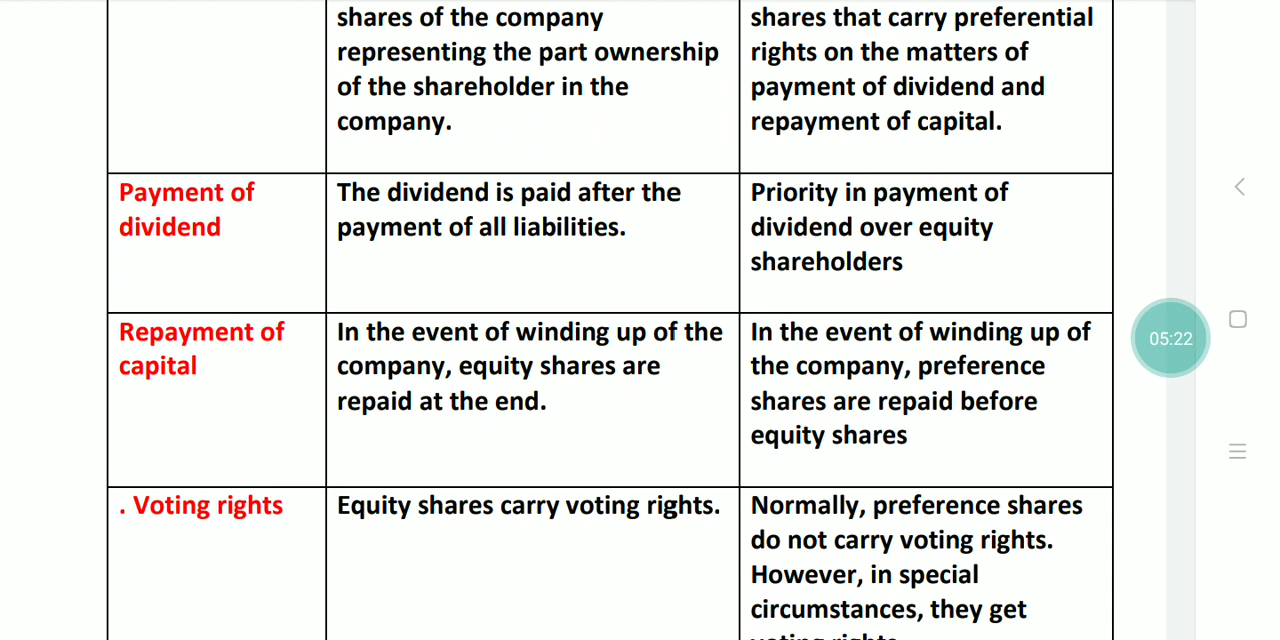 shares of the company
representing the part ownership
of the shareholder in the
company.
shares that carry preferential
rights on the matters of
payment of dividend and
repayment of capital.
Payment of
dividend
The dividend is paid after the
payment of all liabilities.
Priority in payment of
dividend over equity
shareholders
Repayment of
capital
In the event of winding up of the
company, equity shares are
repaid at the end.
In the event of winding up of
the company, preference
shares are repaid before
equity shares
. Voting rights
Equity shares carry voting rights.
Normally, preference shares
do not carry voting rights.
However, in special
circumstances, they get
voting rights
05:22